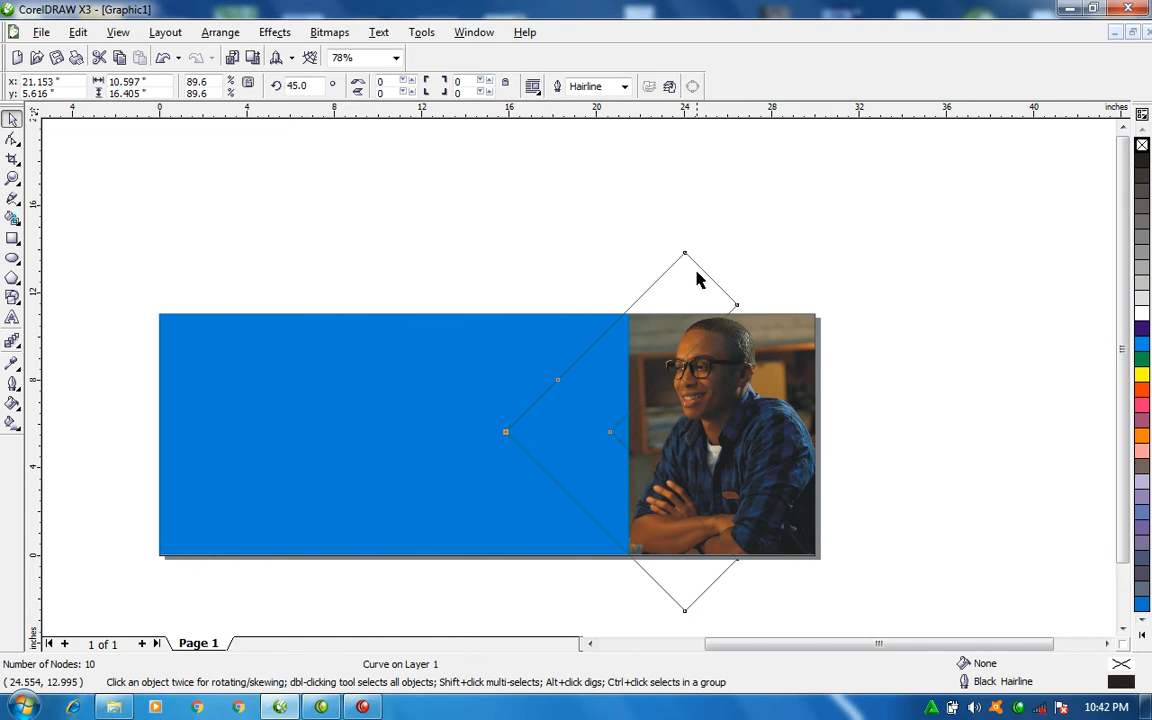 CorelDRAW X3 - [Graphic1]
File Edit View Layout Arrange Effects Bitmaps Text Tools Window Help
78%
x: 21.153 " 10.597 " 89.6 % 45.0 ° 0 0 Hairline
y: 5.616 " 16.405 " 89.6 % 0 0
4 0 4 8 12 16 20 24 28 32 36 40 inches
16
12
8
4
0
inches
1 of 1 Page 1
Number of Nodes: 10 Curve on Layer 1 None
( 24.554, 12.995 ) Click an object twice for rotating/skewing; dbl-clicking tool selects all objects; Shift+click multi-selects; Alt+click digs; Ctrl+click selects in a group Black Hairline
10:42 PM